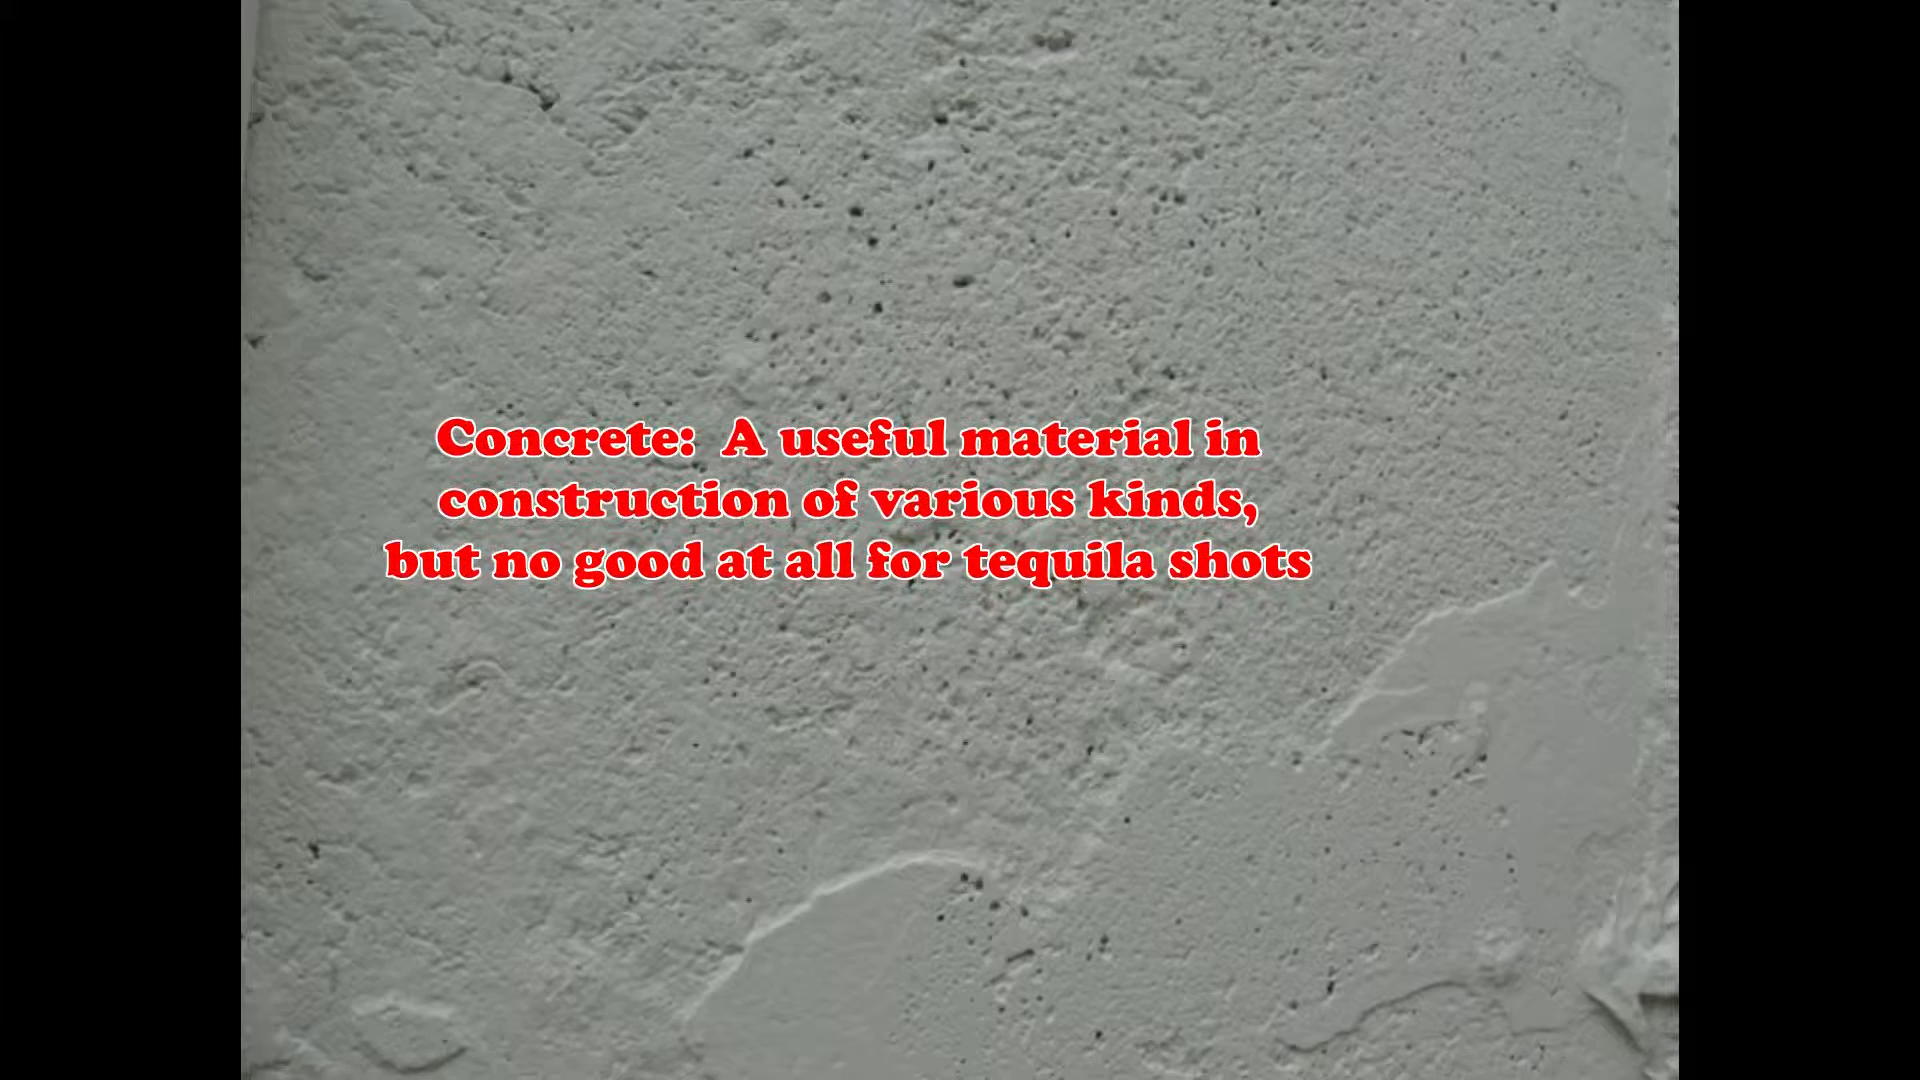 Concrete:  A useful material in
construction of various kinds,
but no good at all for tequila shots